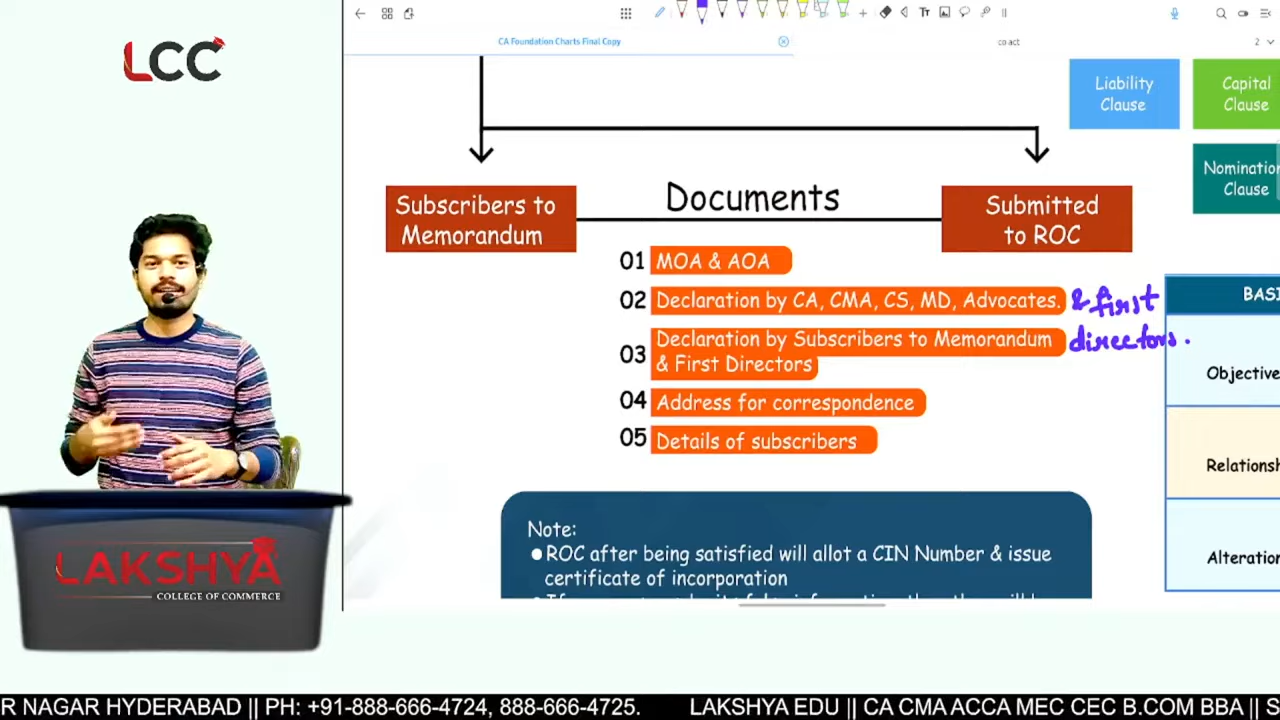 LCC
CA Foundation Charts Final Copy
co act
2
Tт
Liability
Clause
Capital
Clause
Nomination
Clause
Subscribers to
Memorandum
Documents
Submitted
to ROC
01 MOA & AOA
02 Declaration by CA, CMA, CS, MD, Advocates. & first
directors.
03 Declaration by Subscribers to Memorandum
& First Directors
04 Address for correspondence
05 Details of subscribers
Note:
● ROC after being satisfied will allot a CIN Number & issue
certificate of incorporation
BASI
Objective
Relationsh
Alteration
LAKSHYA
COLLEGE OF COMMERCE
R NAGAR HYDERABAD || PH: +91-888-666-4724, 888-666-4725. LAKSHYA EDU || CA CMA ACCA MEC CEC B.COM BBA || S